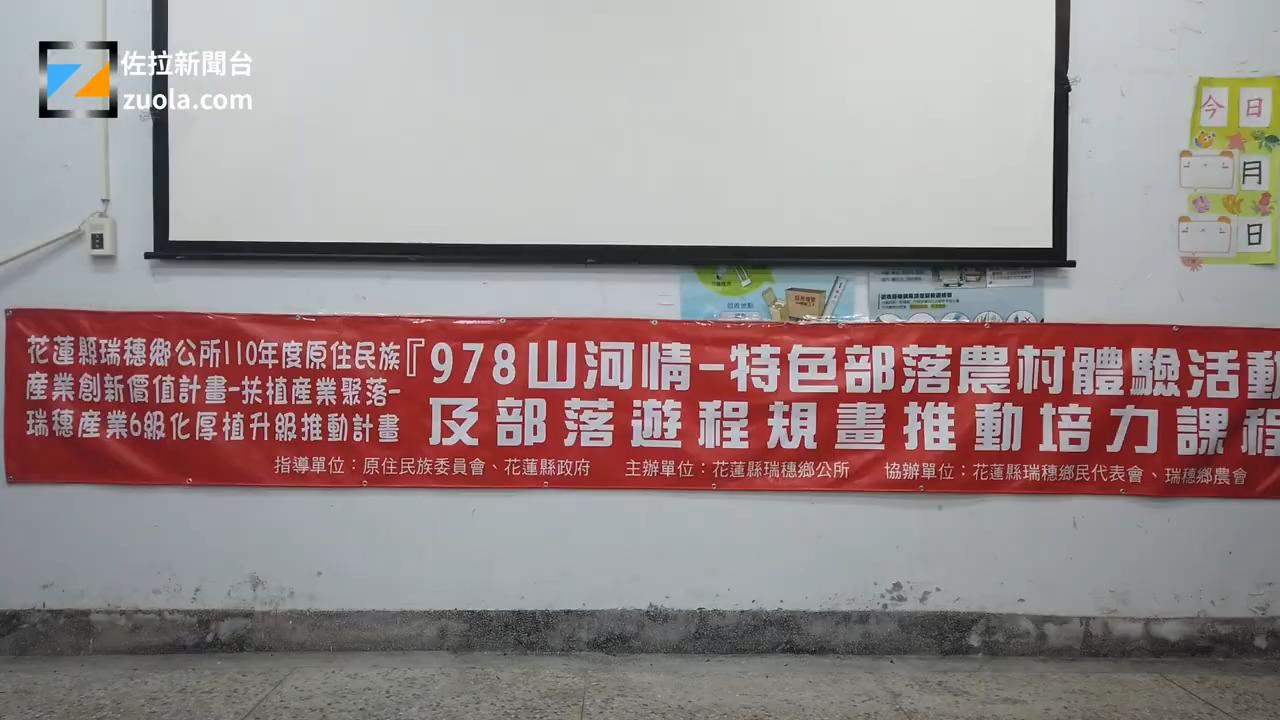 佐拉新聞台
zuola.com
今日
月
日
回收地點
花蓮縣瑞穗鄉公所110年度原住民族
產業創新價值計畫-扶植產業聚落-
瑞穗產業6級化厚植升級推動計畫
『978山河情-特色部落農村體驗活動
及部落遊程規畫推動培力課程
指導單位：原住民族委員會、花蓮縣政府 主辦單位：花蓮縣瑞穗鄉公所 協辦單位：花蓮縣瑞穗鄉民代表會、瑞穗鄉農會